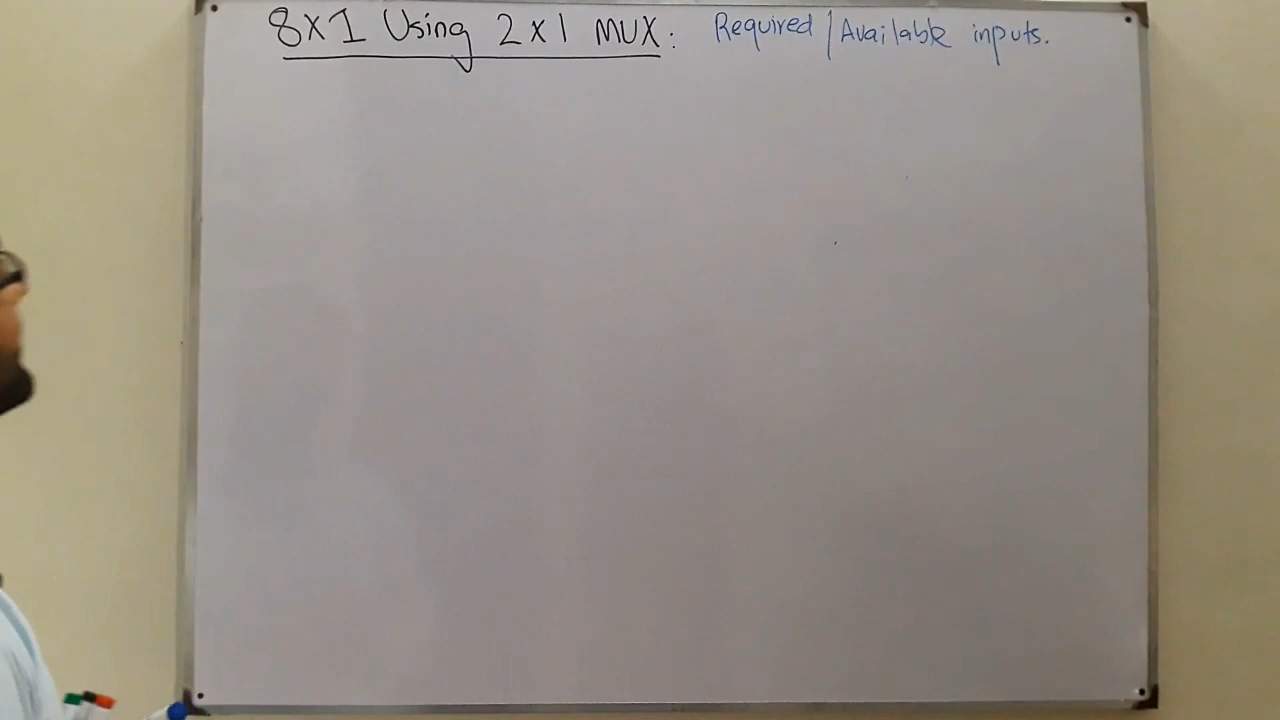 8x1 Using 2x1 MUX: Required / Available inputs.